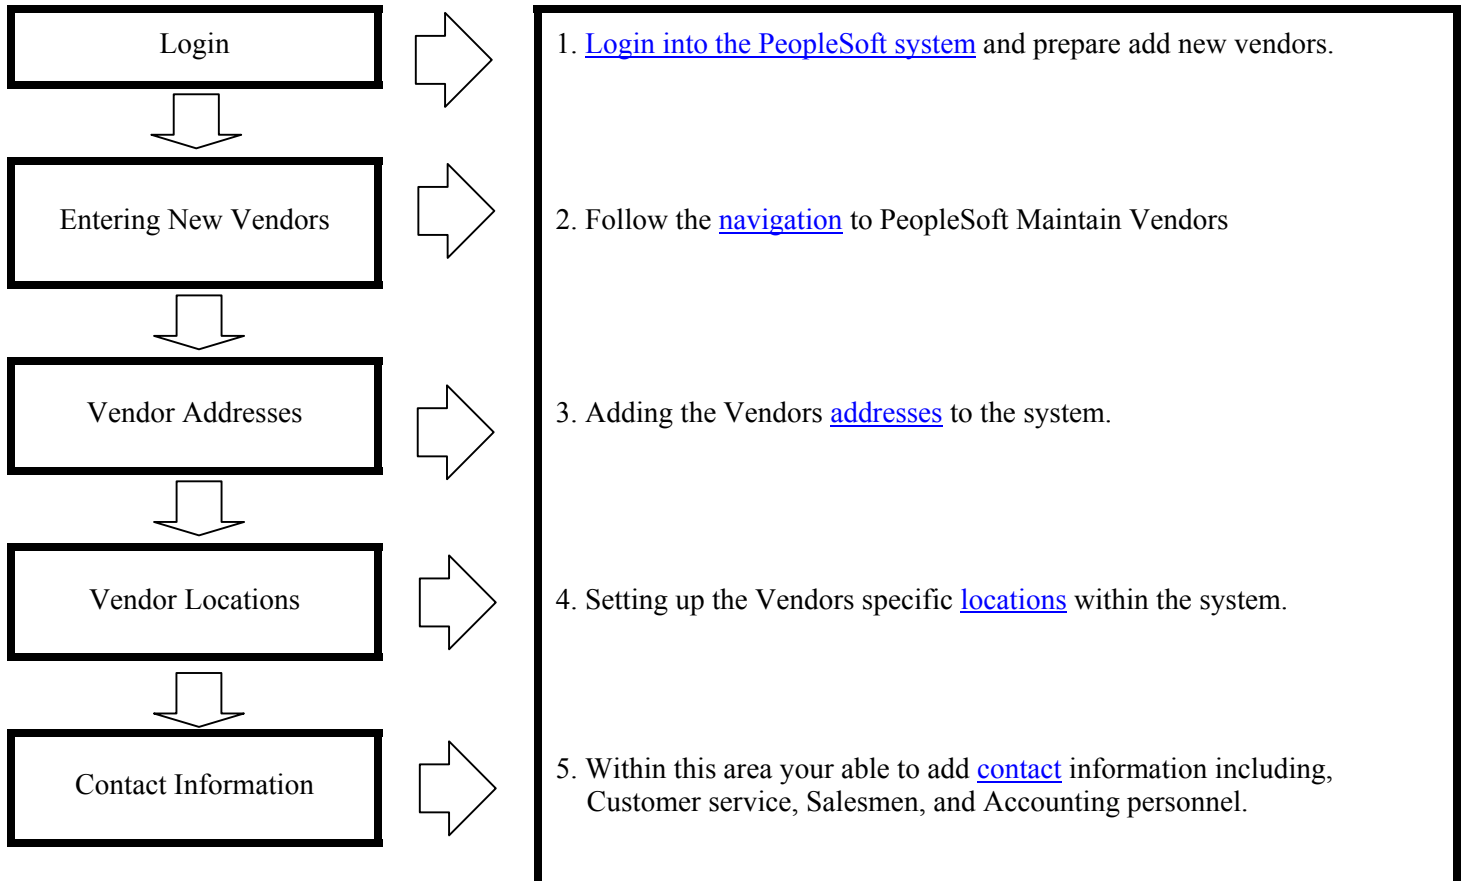 Login
1. Login into the PeopleSoft system and prepare add new vendors.
Entering New Vendors
2. Follow the navigation to PeopleSoft Maintain Vendors
Vendor Addresses
3. Adding the Vendors addresses to the system.
Vendor Locations
4. Setting up the Vendors specific locations within the system.
Contact Information
5. Within this area your able to add contact information including,
Customer service, Salesmen, and Accounting personnel.